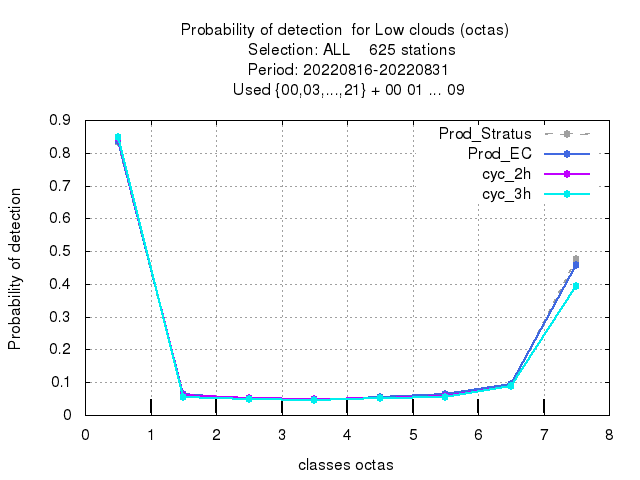 Probability of detection  for Low clouds (octas)
Selection: ALL    625 stations
Period: 20220816-20220831
Used {00,03,...,21} + 00 01 ... 09
Probability of detection
0.9
0.8
0.7
0.6
0.5
0.4
0.3
0.2
0.1
0
Prod_Stratus
Prod_EC
cyc_2h
cyc_3h
0 1 2 3 4 5 6 7 8
classes octas